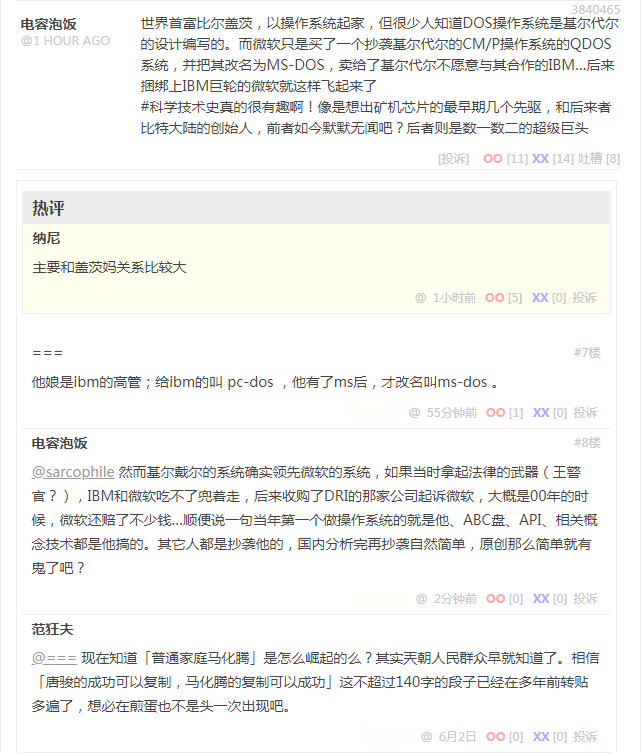 3840465
电容泡饭
@1 HOUR AGO
世界首富比尔盖茨，以操作系统起家，但很少人知道DOS操作系统是基尔代尔
的设计编写的。而微软只是买了一个抄袭基尔代尔的CM/P操作系统的QDOS
系统，并把其改名为MS-DOS，卖给了基尔代尔不愿意与其合作的IBM...后来
捆绑上IBM巨轮的微软就这样飞起来了
#科学技术史真的很有趣啊！像是想出矿机芯片的最早期几个先驱，和后来者
比特大陆的创始人，前者如今默默无闻吧？后者则是数一数二的超级巨头
[投诉] OO [11] XX [14] 吐槽 [8]
热评
纳尼
主要和盖茨妈关系比较大
@ 1小时前 OO [5] XX [0] 投诉
===
#7楼
他娘是ibm的高管；给ibm的叫 pc-dos ，他有了ms后，才改名叫ms-dos 。
@ 55分钟前 OO [1] XX [0] 投诉
电容泡饭
#8楼
@sarcophile 然而基尔戴尔的系统确实领先微软的系统，如果当时拿起法律的武器（王警
官？），IBM和微软吃不了兜着走，后来收购了DRI的那家公司起诉微软，大概是00年的时
候，微软还赔了不少钱...顺便说一句当年第一个做操作系统的就是他、ABC盘、API、相关概
念技术都是他搞的。其它人都是抄袭他的，国内分析完再抄袭自然简单，原创那么简单就有
鬼了吧？
@ 2分钟前 OO [0] XX [0] 投诉
范狂夫
@=== 现在知道「普通家庭马化腾」是怎么崛起的么？其实天朝人民群众早就知道了。相信
「唐骏的成功可以复制，马化腾的复制可以成功」这不超过140字的段子已经在多年前转贴
多遍了，想必在煎蛋也不是头一次出现吧。
@ 6月2日 OO [0] XX [0] 投诉